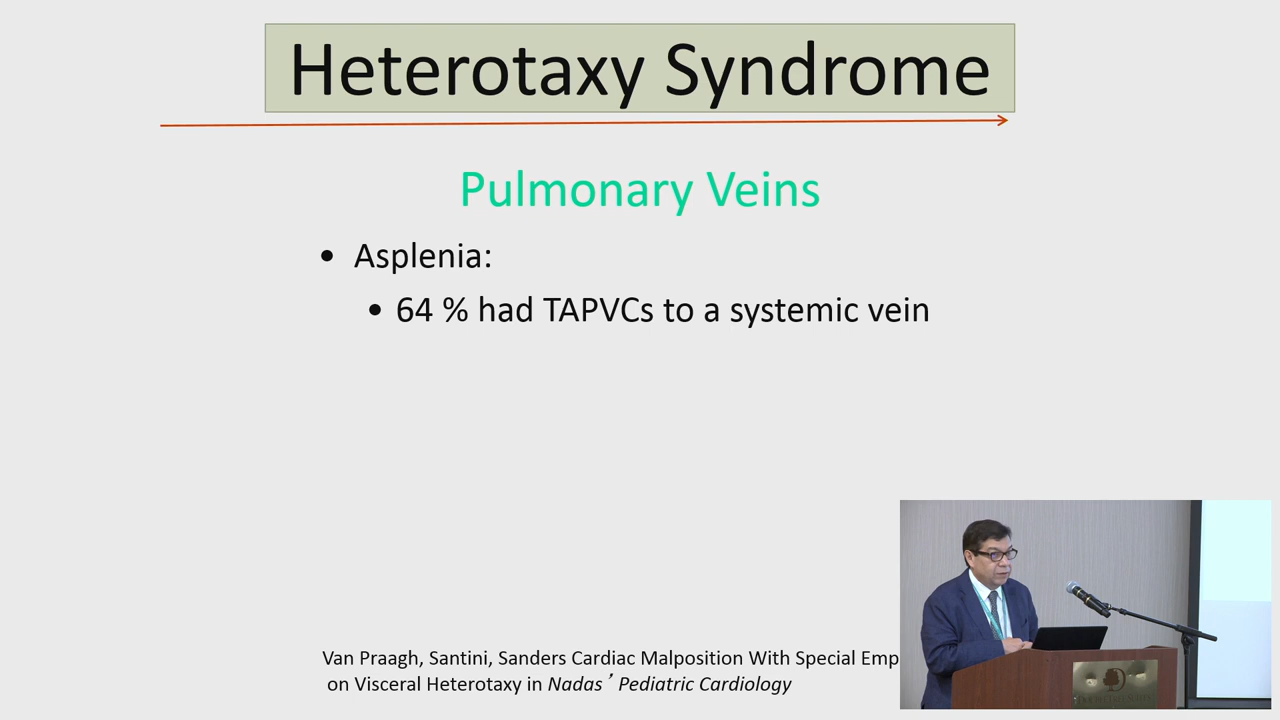 Heterotaxy Syndrome
Pulmonary Veins
• Asplenia:
• 64 % had TAPVCs to a systemic vein
Van Praagh, Santini, Sanders Cardiac Malposition With Special Emp
on Visceral Heterotaxy in Nadas’ Pediatric Cardiology